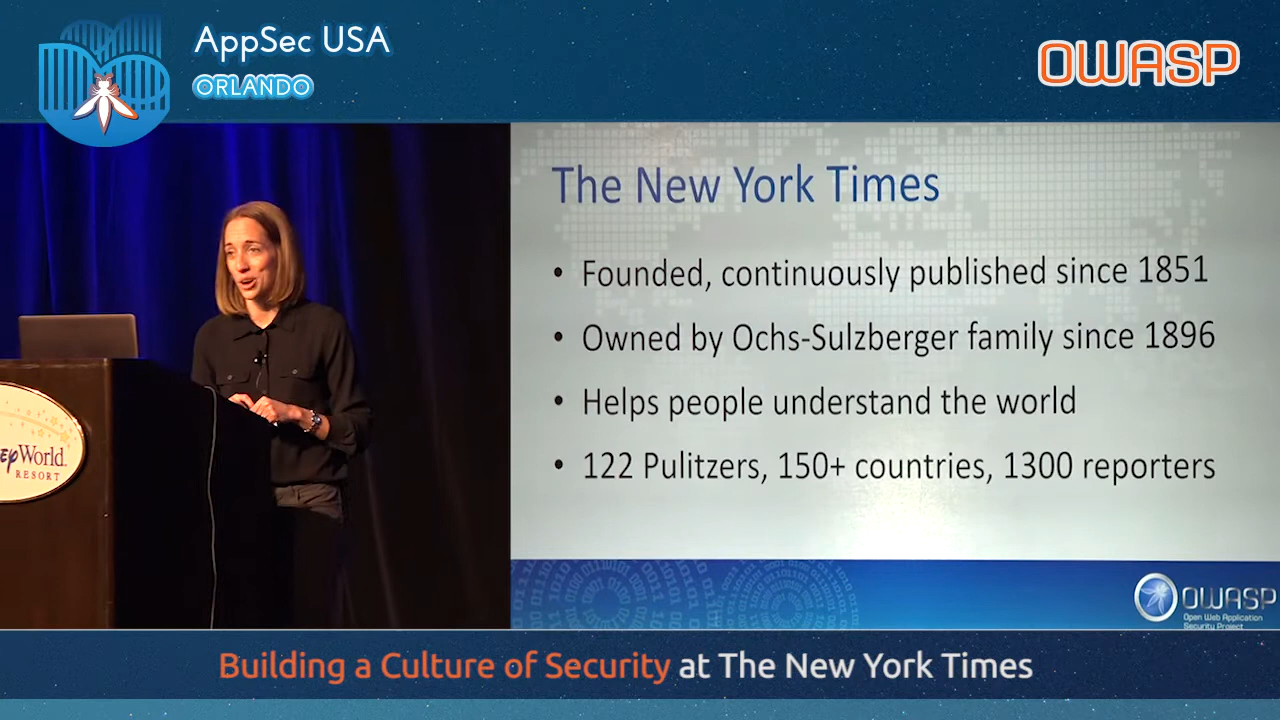 AppSec USA
ORLANDO
OWASP
The New York Times
• Founded, continuously published since 1851
• Owned by Ochs-Sulzberger family since 1896
• Helps people understand the world
• 122 Pulitzers, 150+ countries, 1300 reporters
World
RESORT
OWASP
Open Web Application
Security Project
Building a Culture of Security at The New York Times